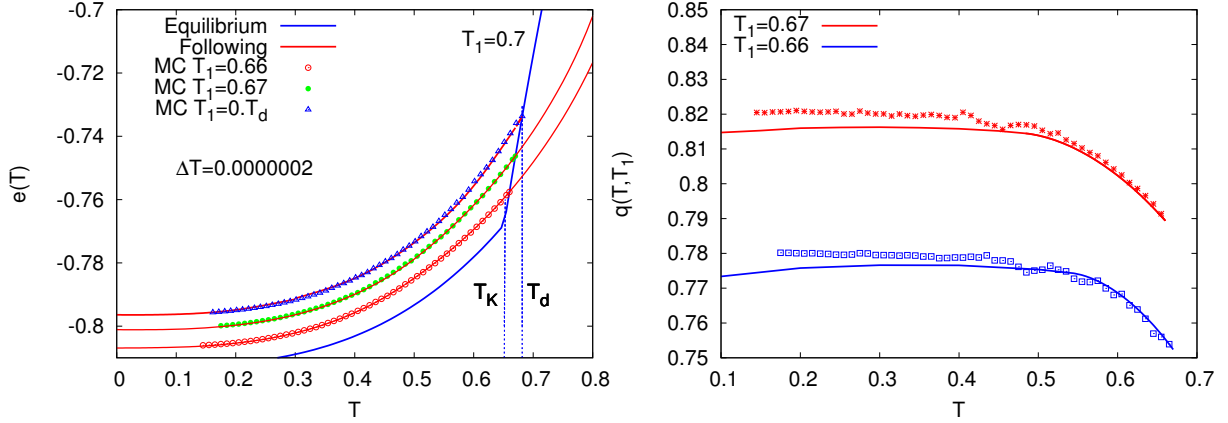 -0.7
-0.72
-0.74
-0.76
-0.78
-0.8
e(T)
Equilibrium
Following
MC T1=0.66
MC T1=0.67
MC T1=0.Td
T1=0.7
ΔT=0.0000002
TK
Td
0 0.1 0.2 0.3 0.4 0.5 0.6 0.7 0.8
T
0.85
0.84
0.83
0.82
0.81
0.8
0.79
0.78
0.77
0.76
0.75
q(T,T1)
T1=0.67
T1=0.66
0.1 0.2 0.3 0.4 0.5 0.6 0.7
T